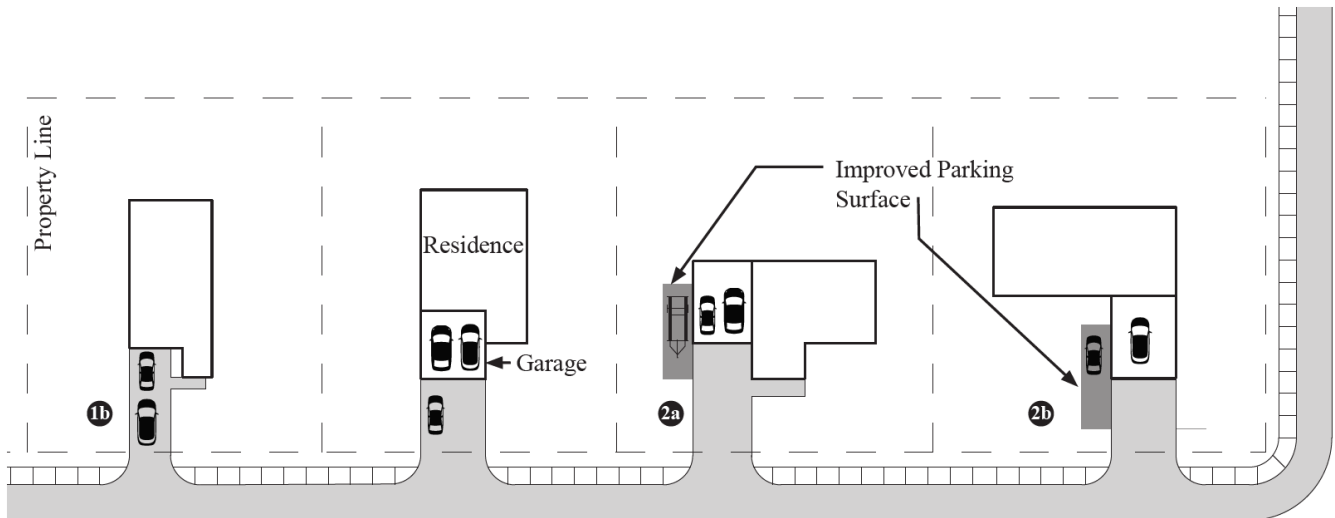 Property Line
Improved Parking
Surface
Residence
Garage
1b
2a
2b